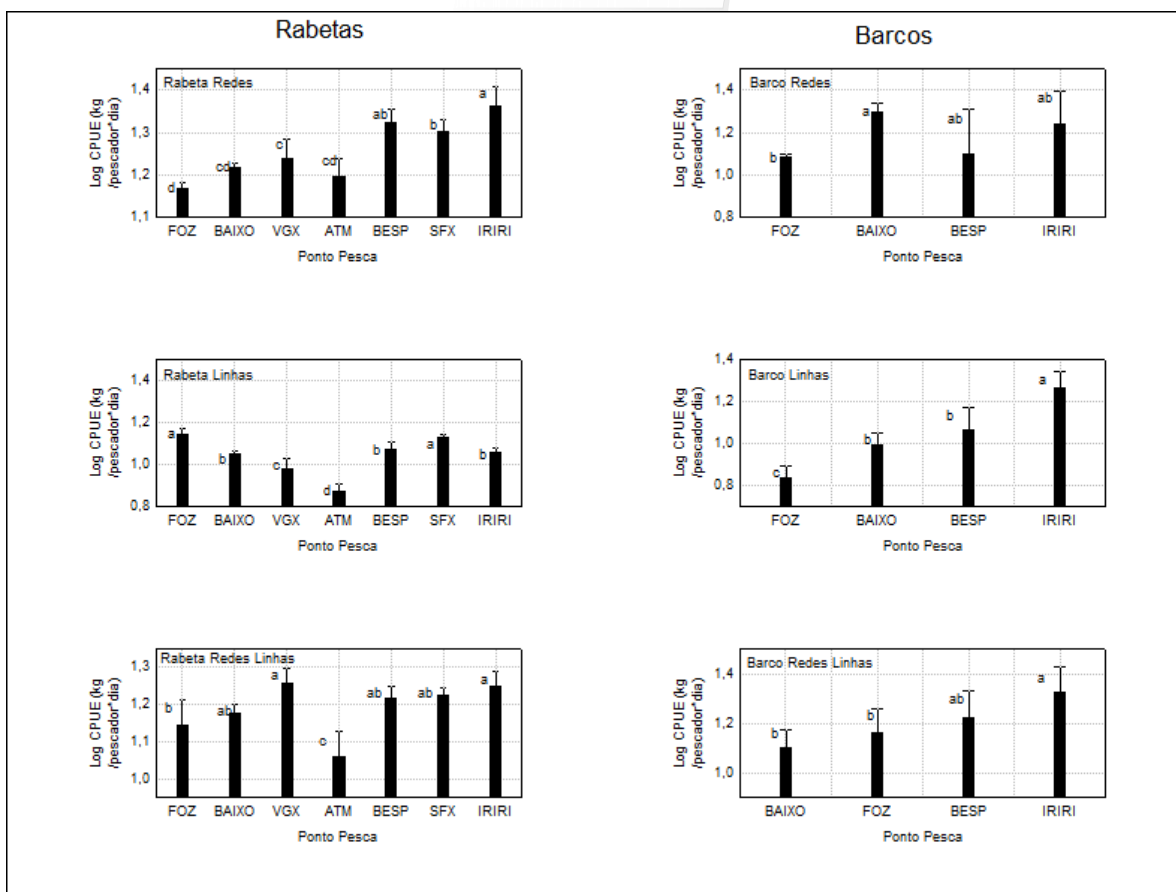 Rabetas
Barcos
Rabeta Redes
Log CPUE (kg
/pescador*dia)
1,4
1,3
1,2
1,1
d
cd
c
cd
ab
b
a
FOZ BAIXO VGX ATM BESP SFX IRIRI
Ponto Pesca
Barco Redes
Log CPUE (kg
/pescador*dia)
1,4
1,2
1,0
0,8
b
a
ab
ab
FOZ BAIXO BESP IRIRI
Ponto Pesca
Rabeta Linhas
Log CPUE (kg
/pescador*dia)
1,4
1,2
1,0
0,8
a
b
c
d
b
a
b
FOZ BAIXO VGX ATM BESP SFX IRIRI
Ponto Pesca
Barco Linhas
Log CPUE (kg
/pescador*dia)
1,4
1,2
1,0
0,8
c
b
b
a
FOZ BAIXO BESP IRIRI
Ponto Pesca
Rabeta Redes Linhas
Log CPUE (kg
/pescador*dia)
1,3
1,2
1,1
1,0
b
ab
a
c
ab
ab
a
FOZ BAIXO VGX ATM BESP SFX IRIRI
Ponto Pesca
Barco Redes Linhas
Log CPUE (kg
/pescador*dia)
1,4
1,2
1,0
b
b
ab
a
BAIXO FOZ BESP IRIRI
Ponto Pesca